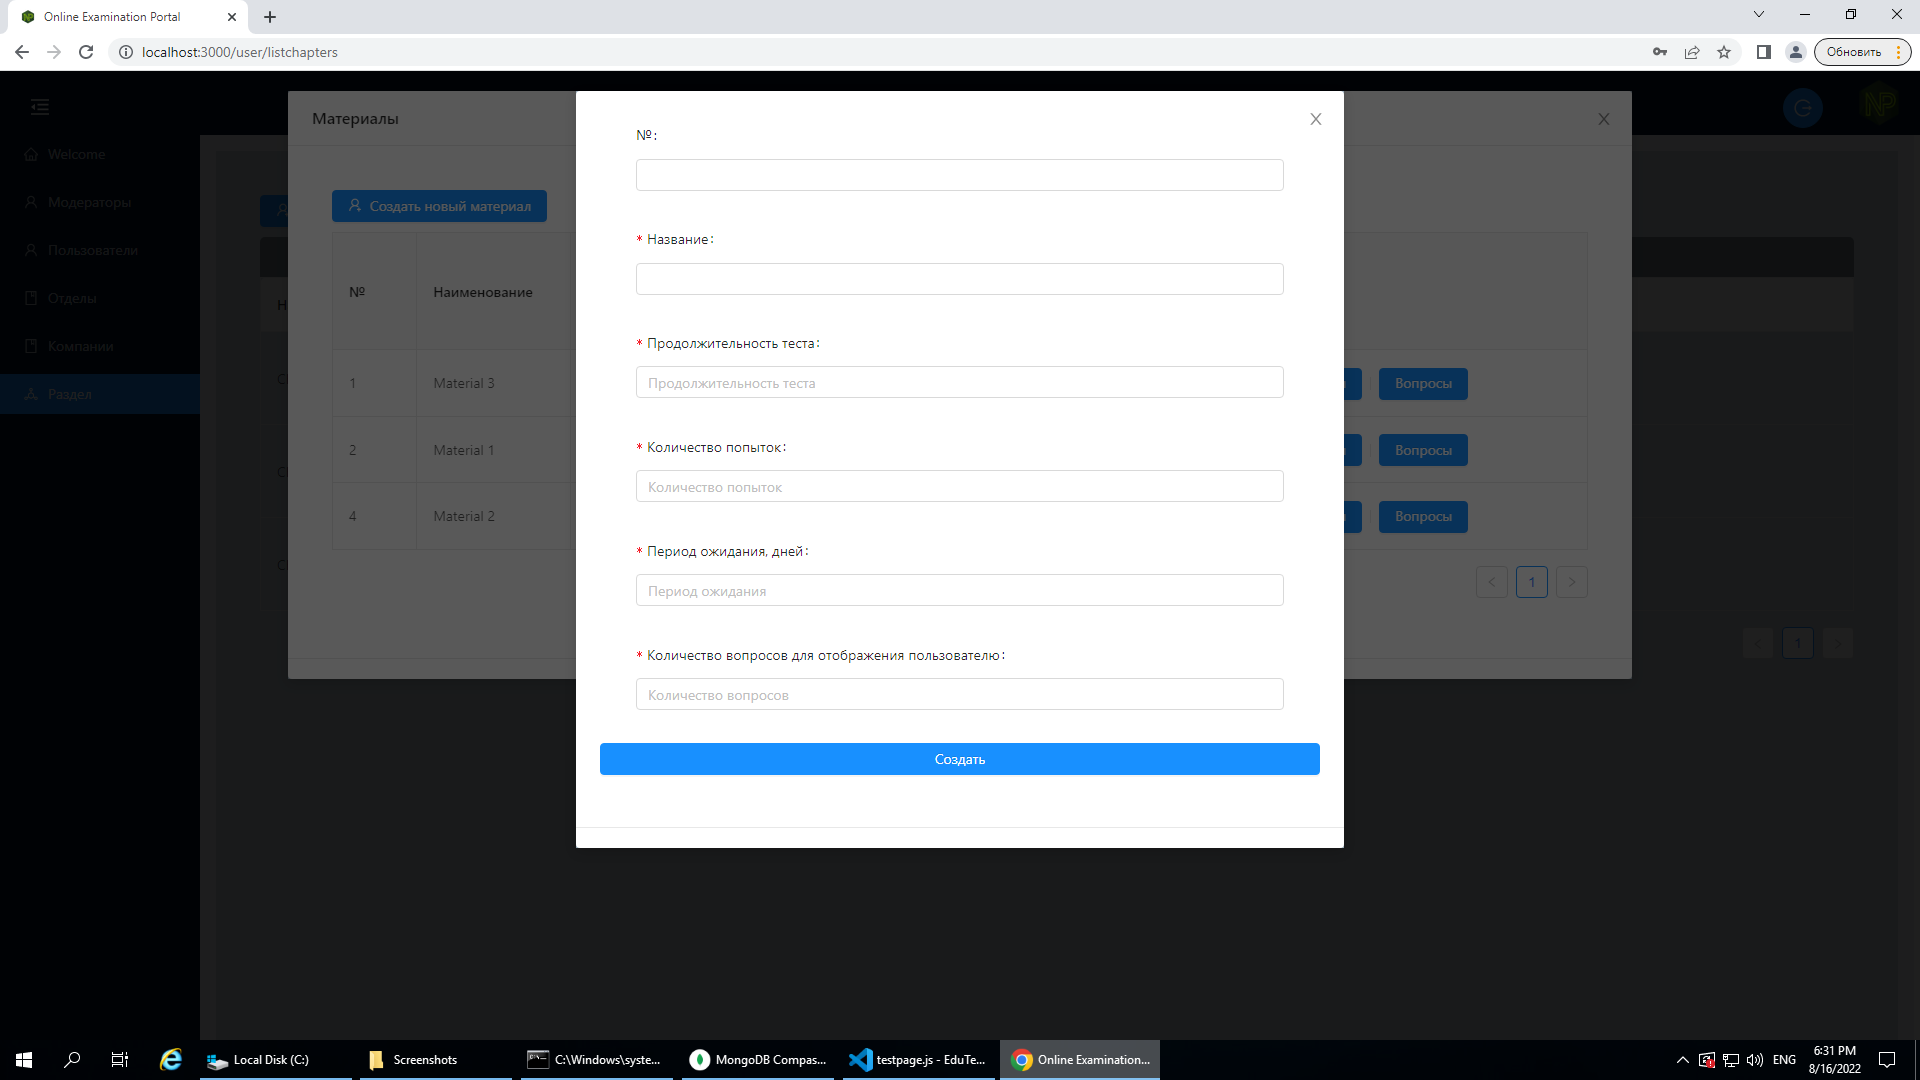 Online Examination Portal
localhost:3000/user/listchapters
Обновить
Welcome
Модераторы
Пользователи
Отделы
Компании
Раздел
Материалы
Создать новый материал
№ Наименование
1 Material 3 Вопросы
2 Material 1 Вопросы
4 Material 2 Вопросы
1
1
№:
* Название:
* Продолжительность теста:
Продолжительность теста
* Количество попыток:
Количество попыток
* Период ожидания, дней:
Период ожидания
* Количество вопросов для отображения пользователю:
Количество вопросов
Создать
Local Disk (C:)
Screenshots
C:\Windows\syste...
MongoDB Compas...
testpage.js - EduTe...
Online Examination...
ENG
6:31 PM
8/16/2022